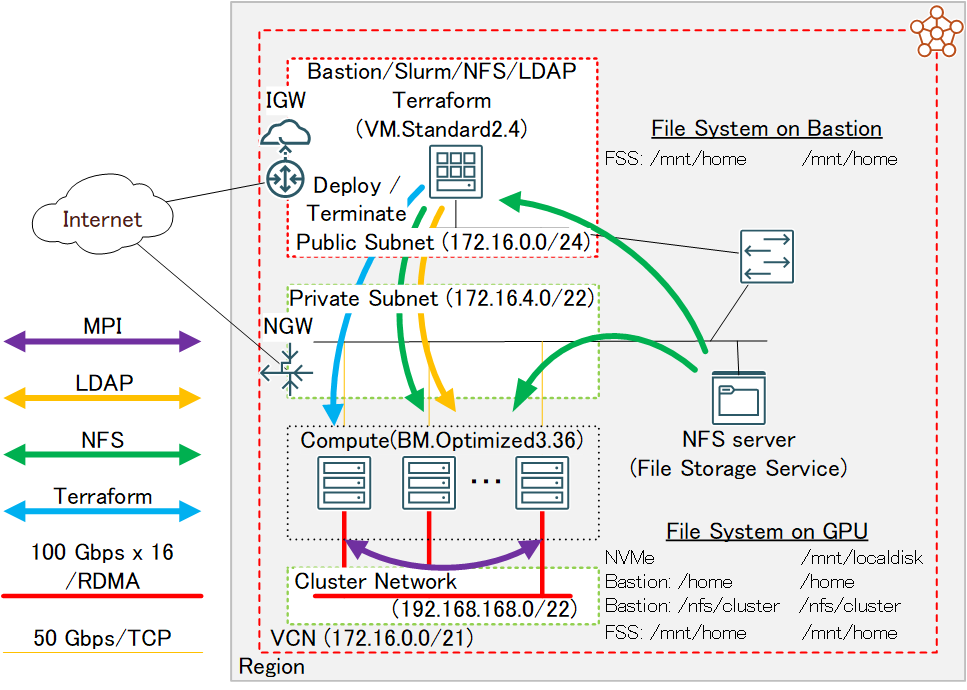 Bastion/Slurm/NFS/LDAP
Terraform
(VM.Standard2.4)
IGW
Deploy /
Terminate
Public Subnet (172.16.0.0/24)
File System on Bastion
FSS: /mnt/home /mnt/home
Internet
Private Subnet (172.16.4.0/22)
NGW
MPI
LDAP
NFS
Terraform
100 Gbps x 16
/RDMA
50 Gbps/TCP
Compute(BM.Optimized3.36)
...
NFS server
(File Storage Service)
Cluster Network
(192.168.168.0/22)
VCN (172.16.0.0/21)
Region
File System on GPU
NVMe /mnt/localdisk
Bastion: /home /home
Bastion: /nfs/cluster /nfs/cluster
FSS: /mnt/home /mnt/home